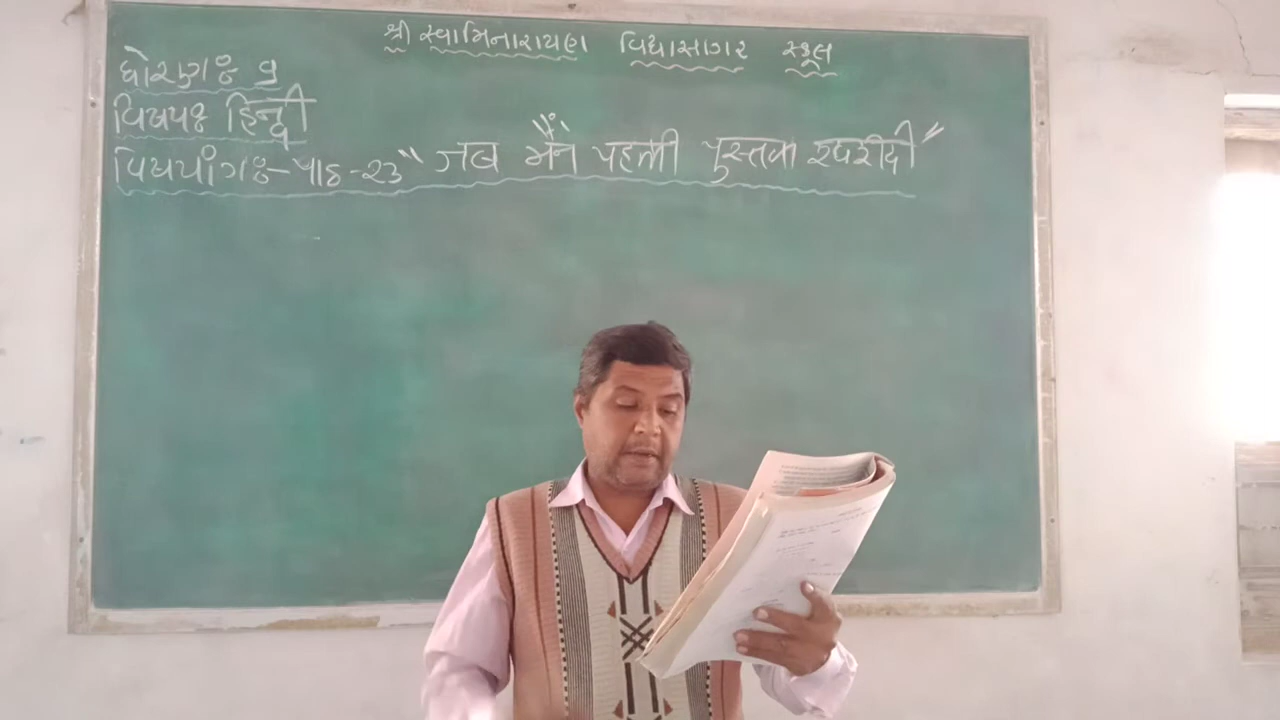 શ્રી સ્વામિનારાયણ વિદ્યાસાગર સ્કૂલ
ધોરણઃ ૭
વિષયઃ हिन्दी
વિષયાંગઃ- પાઠ-૨૩ "जब मैंने पहली पुस्तक खरीदी"